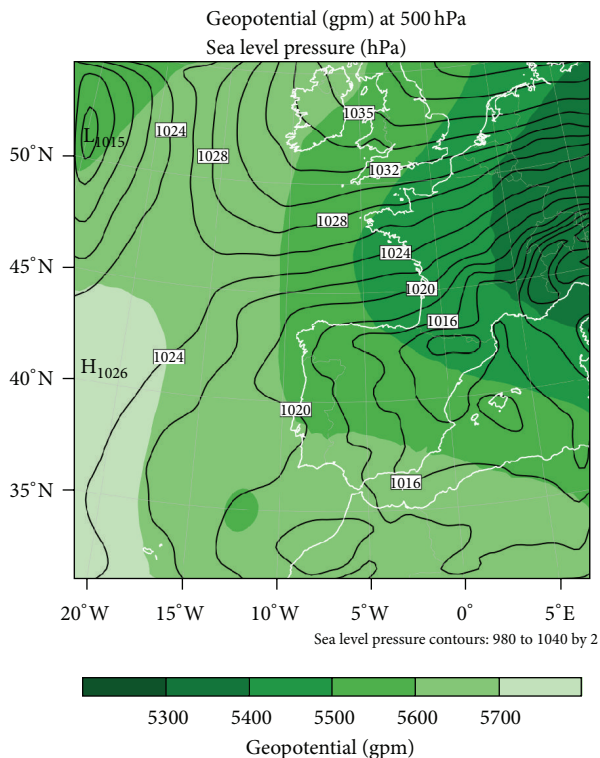 Geopotential (gpm) at 500 hPa
Sea level pressure (hPa)
1035
L1015
1024
50°N
1028
1032
1028
1024
45°N
1020
1016
H1026
1024
40°N
1020
1016
35°N
20°W 15°W 10°W 5°W 0° 5°E
Sea level pressure contours: 980 to 1040 by 2
5300 5400 5500 5600 5700
Geopotential (gpm)